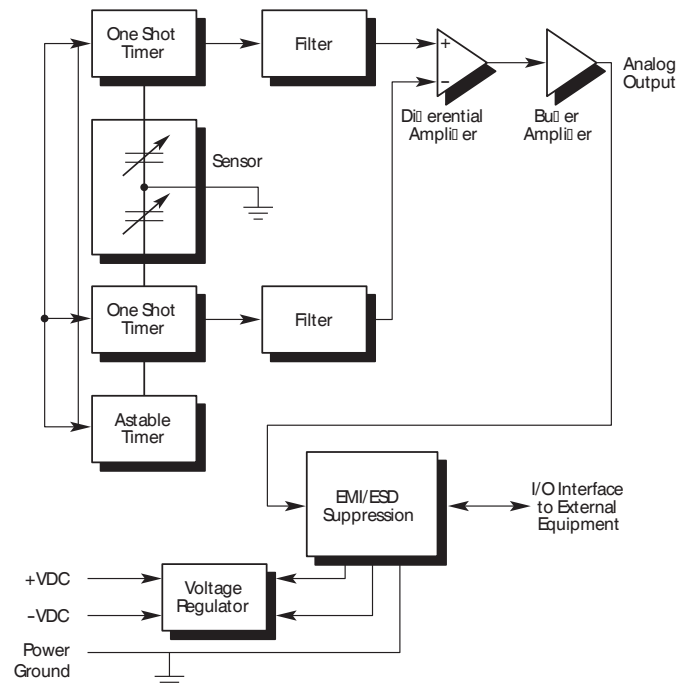 One Shot
Timer
Filter
+
−
Di▯erential
Ampli▯er
Bu▯er
Ampli▯er
Analog
Output
Sensor
One Shot
Timer
Filter
Astable
Timer
EMI/ESD
Suppression
I/O Interface
to External
Equipment
+VDC
−VDC
Voltage
Regulator
Power
Ground